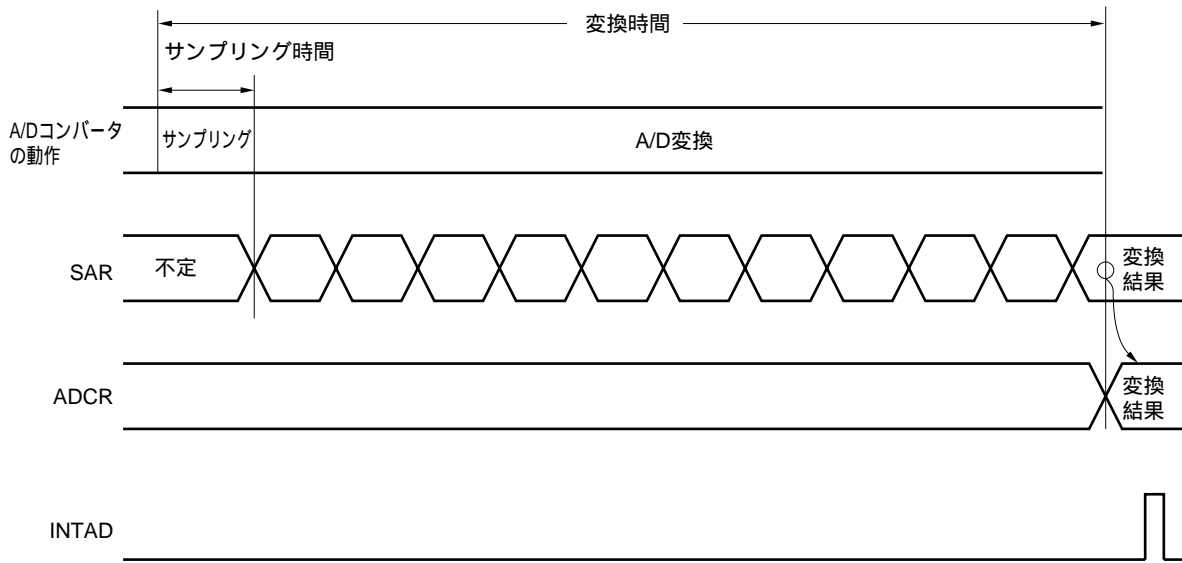 変換時間
サンプリング時間
A/Dコンバータ
の動作
サンプリング
A/D変換
SAR
不定
変換
結果
ADCR
変換
結果
INTAD